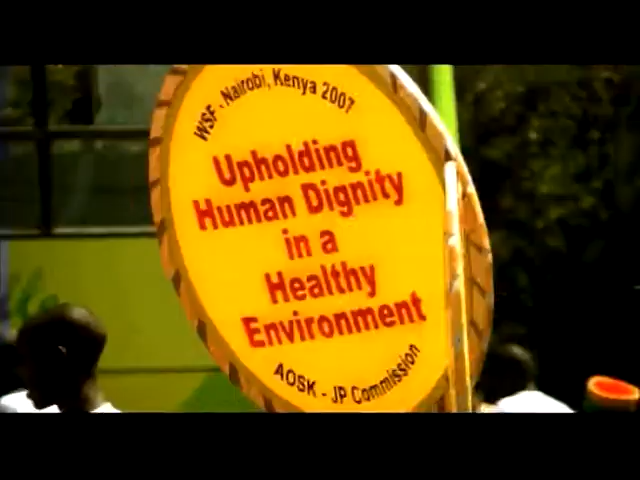 WSF - Nairobi, Kenya 2007
Upholding
Human Dignity
in a
Healthy
Environment
AOSK - JP Commission